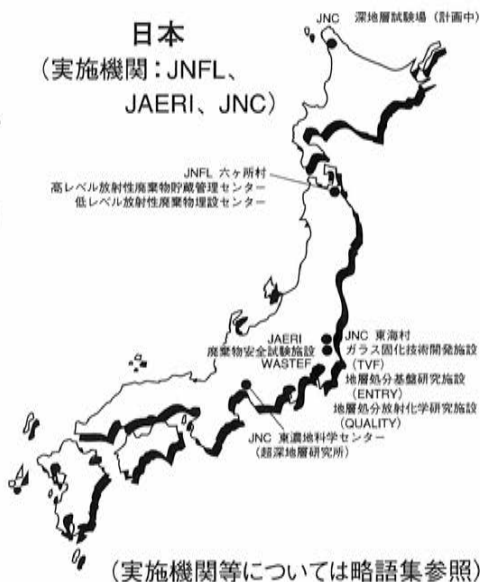 JNC 深地層試験場 (計画中)
日本
(実施機関：JNFL、
JAERI、JNC)
JNFL 六ヶ所村
高レベル放射性廃棄物貯蔵管理センター
低レベル放射性廃棄物埋設センター
JAERI
廃棄物安全試験施設
WASTEF
JNC 東海村
ガラス固化技術開発施設
(TVF)
地層処分基盤研究施設
(ENTRY)
地層処分放射化学研究施設
(QUALITY)
JNC 東濃地科学センター
(超深地層研究所)
(実施機関等については略語集参照)